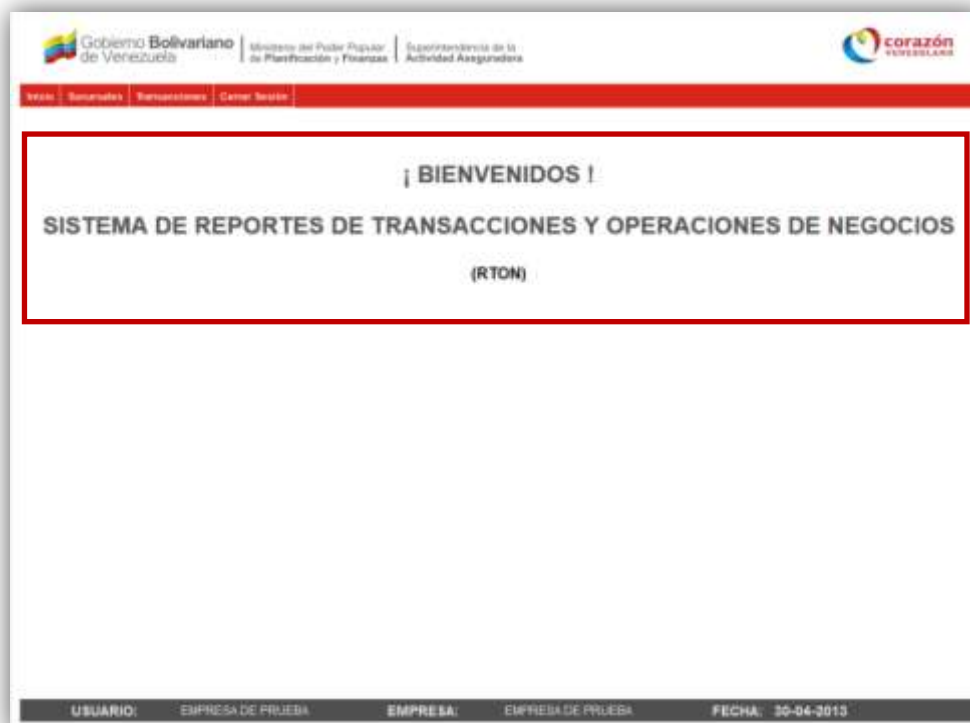 Gobierno Bolivariano
de Venezuela
Ministerio del Poder Popular
de Planificación y Finanzas
Superintendencia de la
Actividad Aseguradora
corazón
VENEZOLANO
Inicio Sucursales Transacciones Cerrar Sesión
¡ BIENVENIDOS !
SISTEMA DE REPORTES DE TRANSACCIONES Y OPERACIONES DE NEGOCIOS
(RTON)
USUARIO: EMPRESA DE PRUEBA EMPRESA: EMPRESA DE PRUEBA FECHA: 30-04-2013